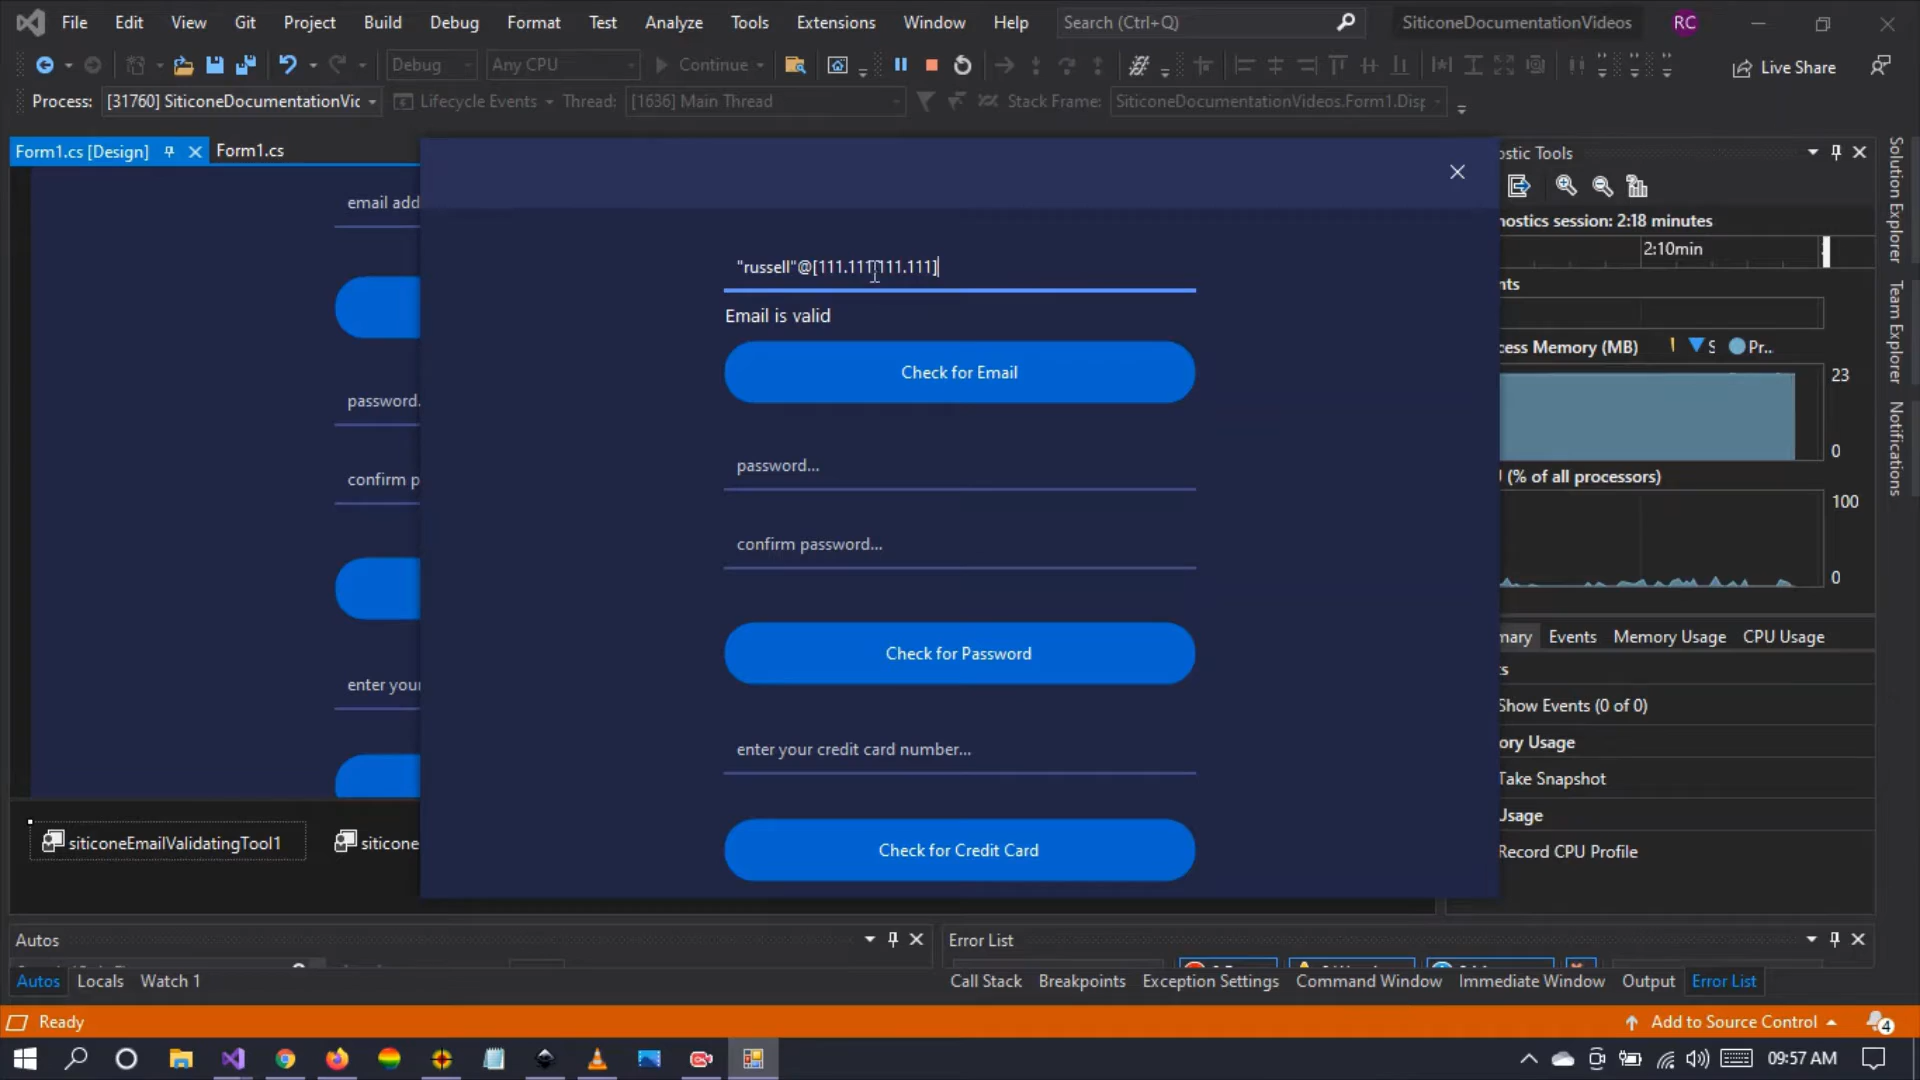 File Edit View Git Project Build Debug Format Test Analyze Tools Extensions Window Help Search (Ctrl+Q) SiticoneDocumentationVideos RC
Debug Any CPU Continue Live Share
Process: [31760] SiticoneDocumentationVic Lifecycle Events Thread: [1636] Main Thread Stack Frame: SiticoneDocumentationVideos.Form1.Disp
Form1.cs [Design] Form1.cs
ostic Tools
email add
nostics session: 2:18 minutes
2:10min
"russell"@[111.111.111.111]
nts
Email is valid
cess Memory (MB) S Pr...
23
0
Check for Email
password.
password...
confirm p
(% of all processors)
100
0
confirm password...
Check for Password
mary Events Memory Usage CPU Usage
ts
Show Events (0 of 0)
enter your
enter your credit card number...
ory Usage
Take Snapshot
Usage
Record CPU Profile
Check for Credit Card
siticoneEmailValidatingTool1 siticone
Autos
Error List
Autos Locals Watch 1
Call Stack Breakpoints Exception Settings Command Window Immediate Window Output Error List
Ready
Add to Source Control 4
09:57 AM
Solution Explorer
Team Explorer
Notifications